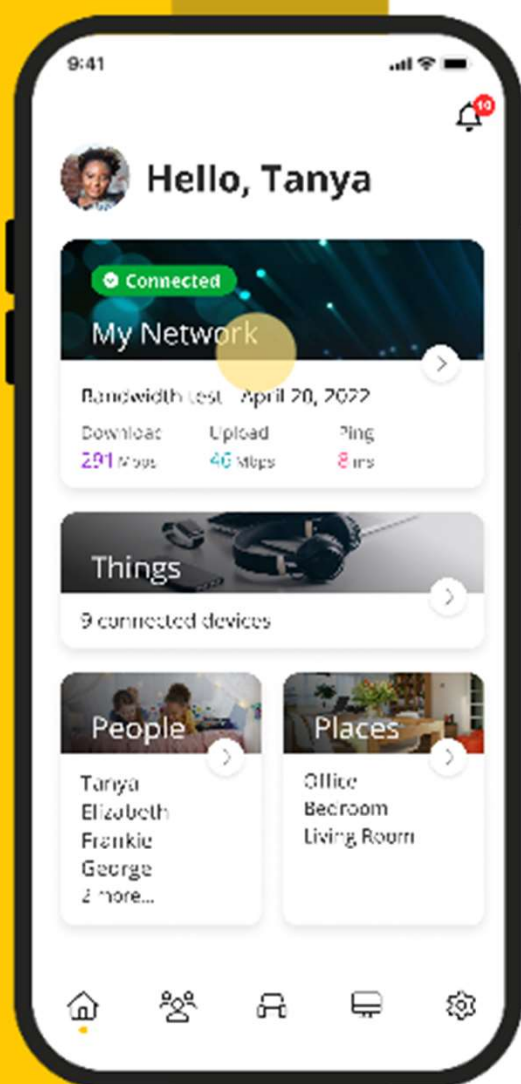 9:41
10
Hello, Tanya
Connected
My Network
Bandwidth test - April 20, 2022
Download Upload Ping
291 Mbps 46 Mbps 8 ms
Things
9 connected devices
People
Tanya
Elizabeth
Frankie
George
2 more...
Places
Office
Bedroom
Living Room